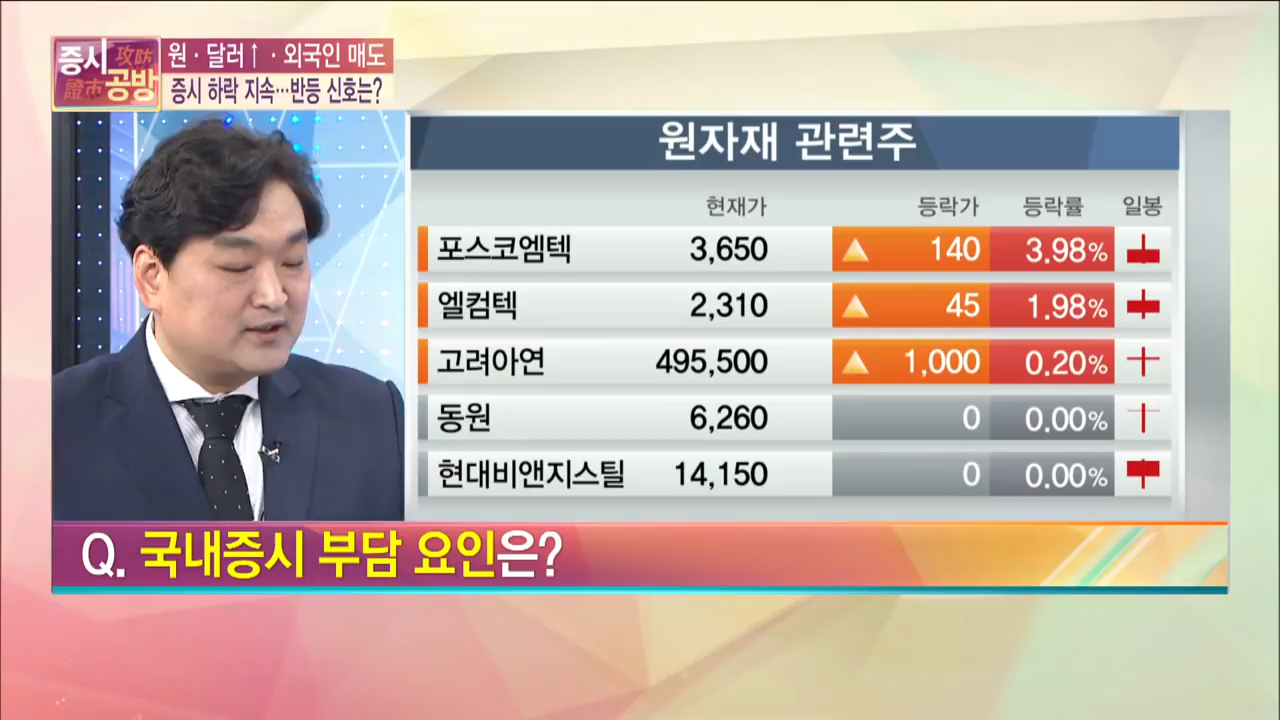 증시 攻防
證市 공방
원·달러↑·외국인 매도
증시 하락 지속…반등 신호는?
원자재 관련주
현재가 등락가 등락률 일봉
포스코엠텍 3,650 ▲ 140 3.98%
엘컴텍 2,310 ▲ 45 1.98%
고려아연 495,500 ▲ 1,000 0.20%
동원 6,260 0 0.00%
현대비앤지스틸 14,150 0 0.00%
Q. 국내증시 부담 요인은?